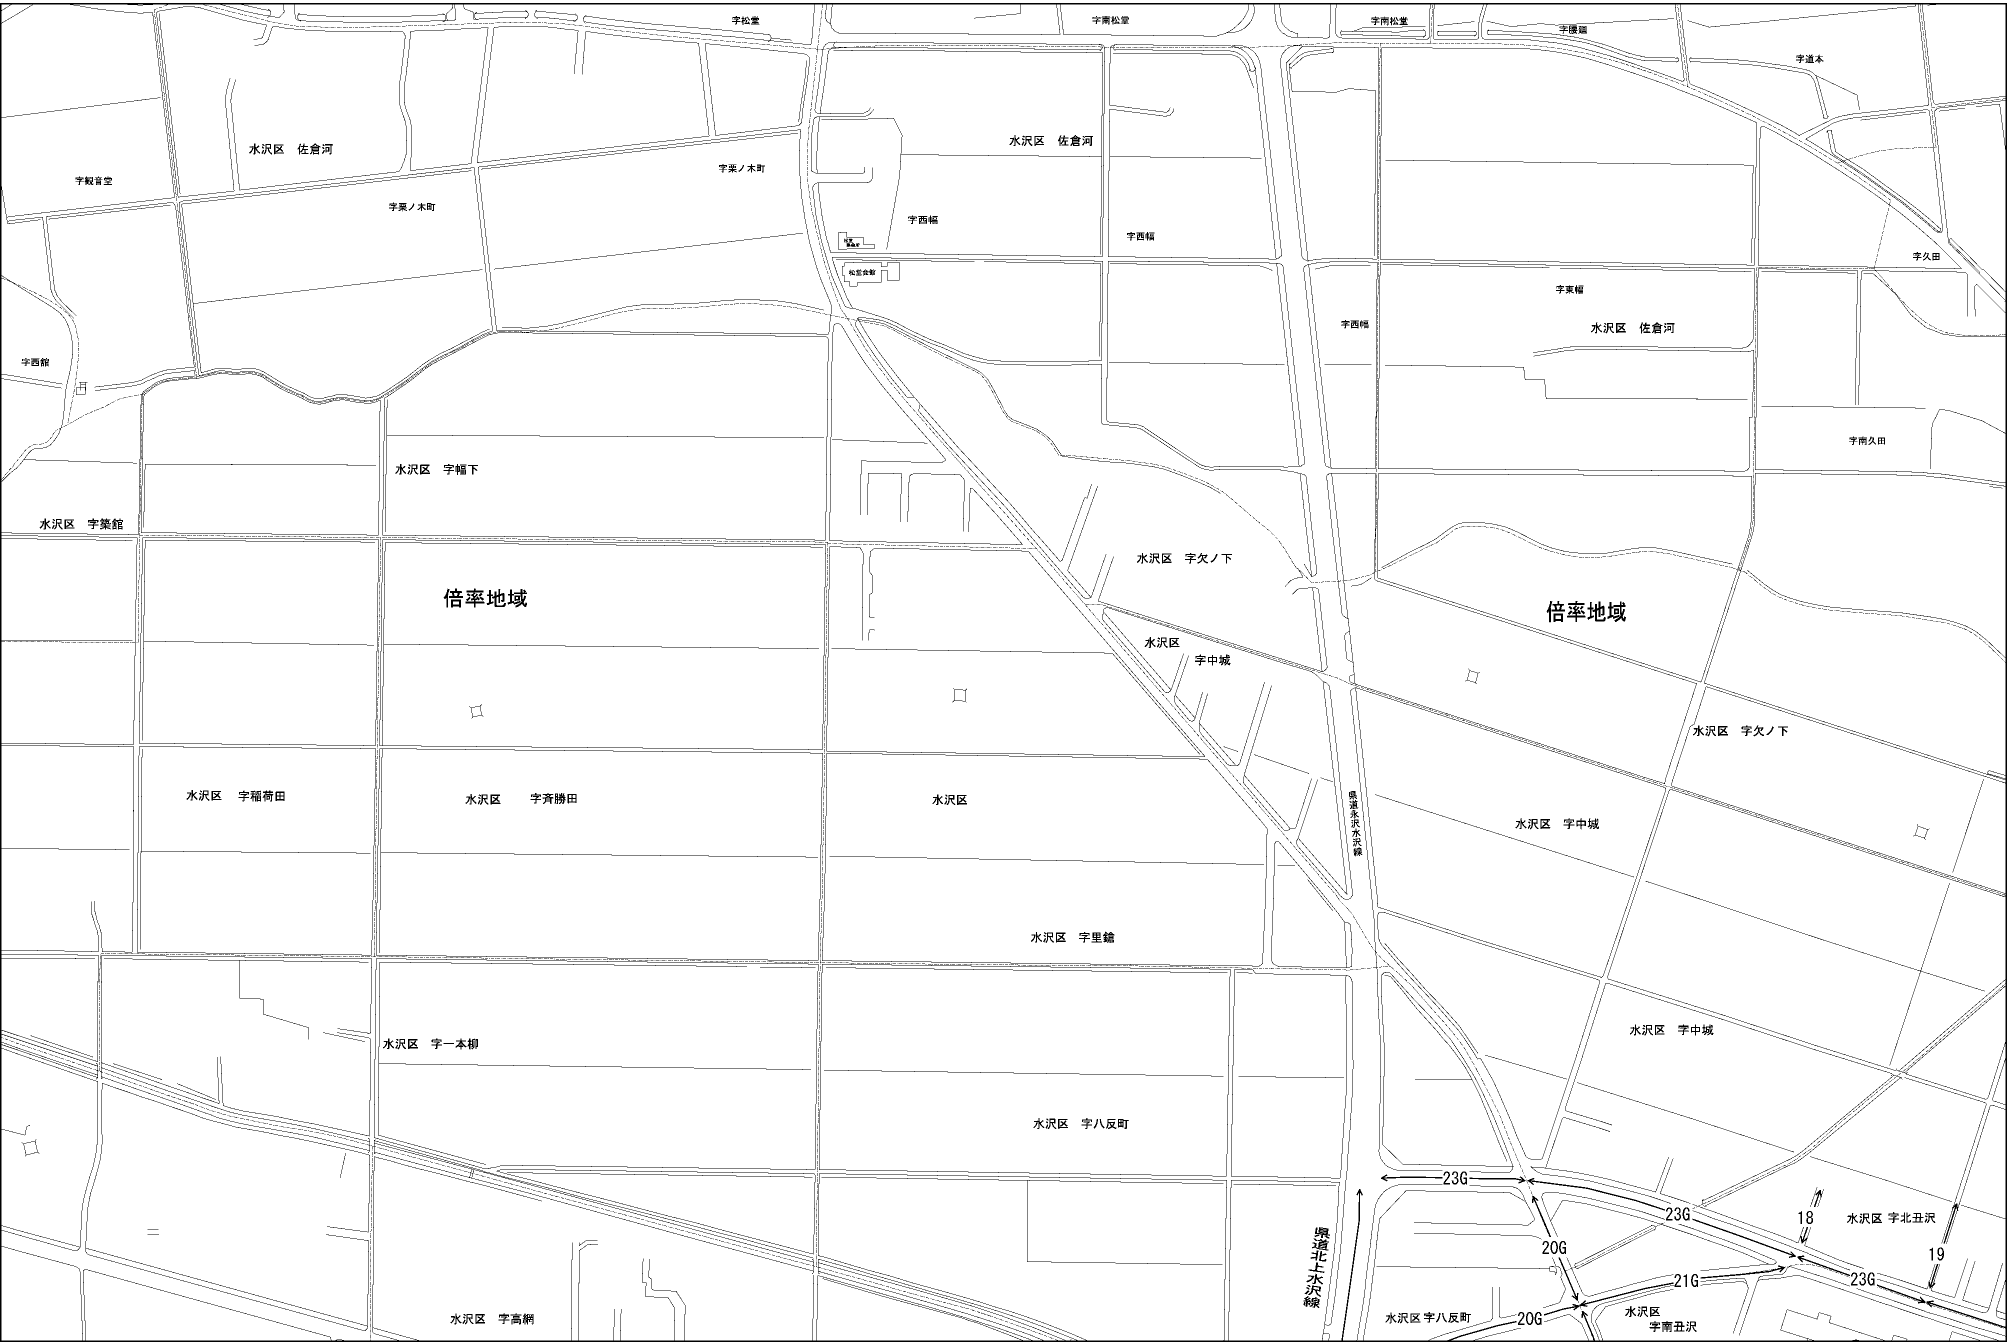 字松堂
字南松堂
字南松堂
字腰廻
字道本
水沢区　佐倉河
水沢区　佐倉河
字観音堂
字栗ノ木町
字栗ノ木町
字西幅
字西幅
字久田
松堂会館
字東幅
字西幅
水沢区　佐倉河
字西舘
字南久田
水沢区　字幅下
水沢区　字築舘
水沢区　字欠ノ下
倍率地域
倍率地域
水沢区
字中城
水沢区　字欠ノ下
水沢区　字稲荷田
水沢区　字斉勝田
水沢区
県道永沢水沢線
水沢区　字中城
水沢区　字里鎗
水沢区　字中城
水沢区　字一本柳
水沢区　字八反町
23G
23G
18
水沢区 字北丑沢
20G
19
県道北上水沢線
21G
23G
水沢区　字高網
水沢区 字八反町
20G
水沢区
字南丑沢